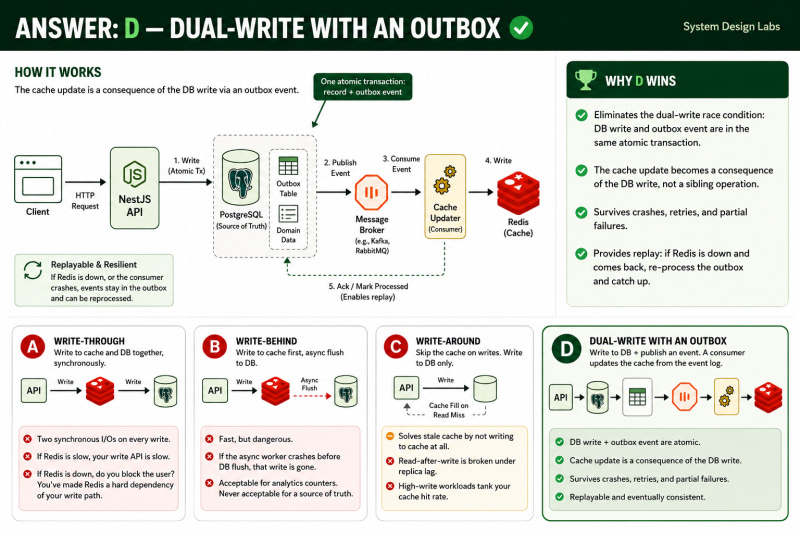 ANSWER: D — DUAL-WRITE WITH AN OUTBOX
System Design Labs
HOW IT WORKS
The cache update is a consequence of the DB write via an outbox event.
One atomic transaction:
record + outbox event
Client
HTTP
Request
JS
NestJS
API
1. Write
(Atomic Tx)
PostgreSQL
(Source of Truth)
Outbox
Table
Domain
Data
2. Publish
Event
Message
Broker
(e.g., Kafka,
RabbitMQ)
3. Consume
Event
Cache
Updater
(Consumer)
4. Write
Redis
(Cache)
5. Ack / Mark Processed
(Enables replay)
Replayable & Resilient
If Redis is down, or the consumer
crashes, events stay in the outbox
and can be reprocessed.
WHY D WINS
Eliminates the dual-write race condition:
DB write and outbox event are in the
same atomic transaction.
The cache update becomes a consequence
of the DB write, not a sibling operation.
Survives crashes, retries, and partial
failures.
Provides replay: if Redis is down and
comes back, re-process the outbox
and catch up.
A
WRITE-THROUGH
Write to cache and DB together,
synchronously.
API
Write
Write
Two synchronous I/Os on every write.
If Redis is slow, your write API is slow.
If Redis is down, do you block the user?
You've made Redis a hard dependency
of your write path.
B
WRITE-BEHIND
Write to cache first, async flush
to DB.
API
Write
Async
Flush
Fast, but dangerous.
If the async worker crashes before
DB flush, that write is gone.
Acceptable for analytics counters.
Never acceptable for a source of truth.
C
WRITE-AROUND
Skip the cache on writes. Write
to DB only.
API
Write
Cache Fill on
Read Miss
Solves stale cache by not writing
to cache at all.
Read-after-write is broken under
replica lag.
High-write workloads tank your
cache hit rate.
D
DUAL-WRITE WITH AN OUTBOX
Write to DB + publish an event. A consumer
updates the cache from the event log.
API
DB write + outbox event are atomic.
Cache update is a consequence of the DB write.
Survives crashes, retries, and partial failures.
Replayable and eventually consistent.